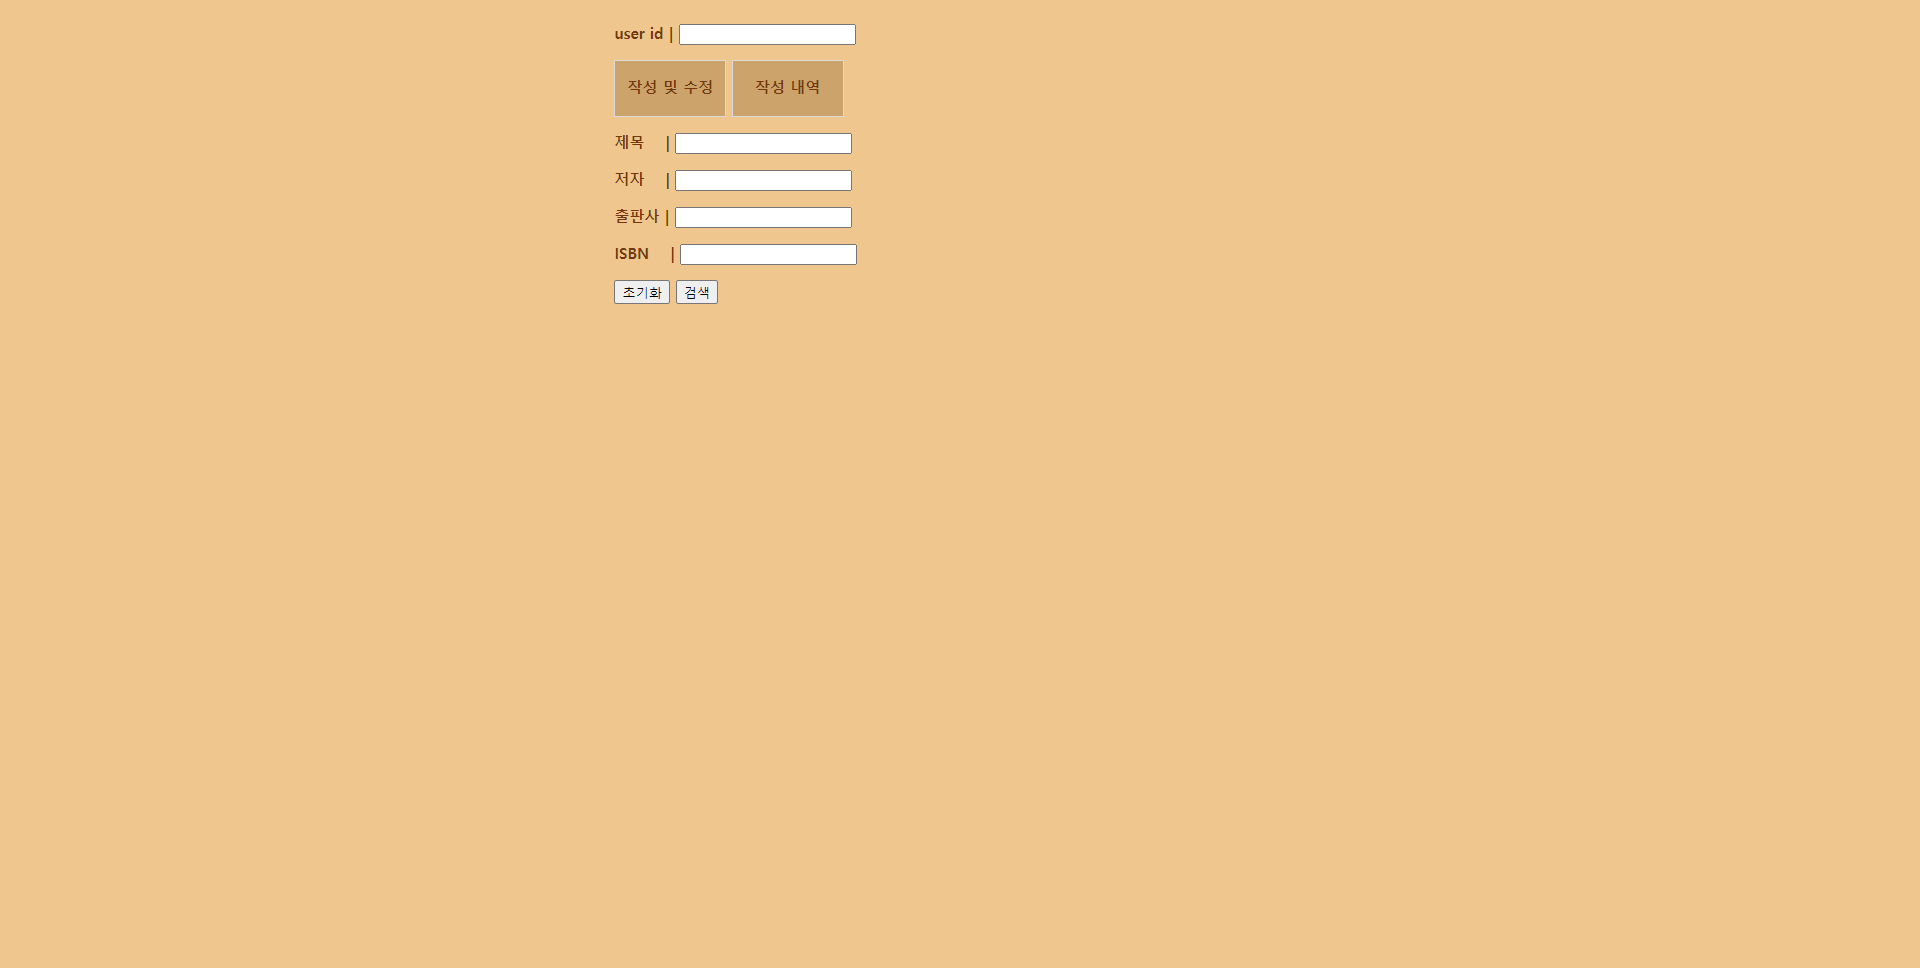 user id |
작성 및 수정 작성 내역
제목 |
저자 |
출판사 |
ISBN |
초기화 검색